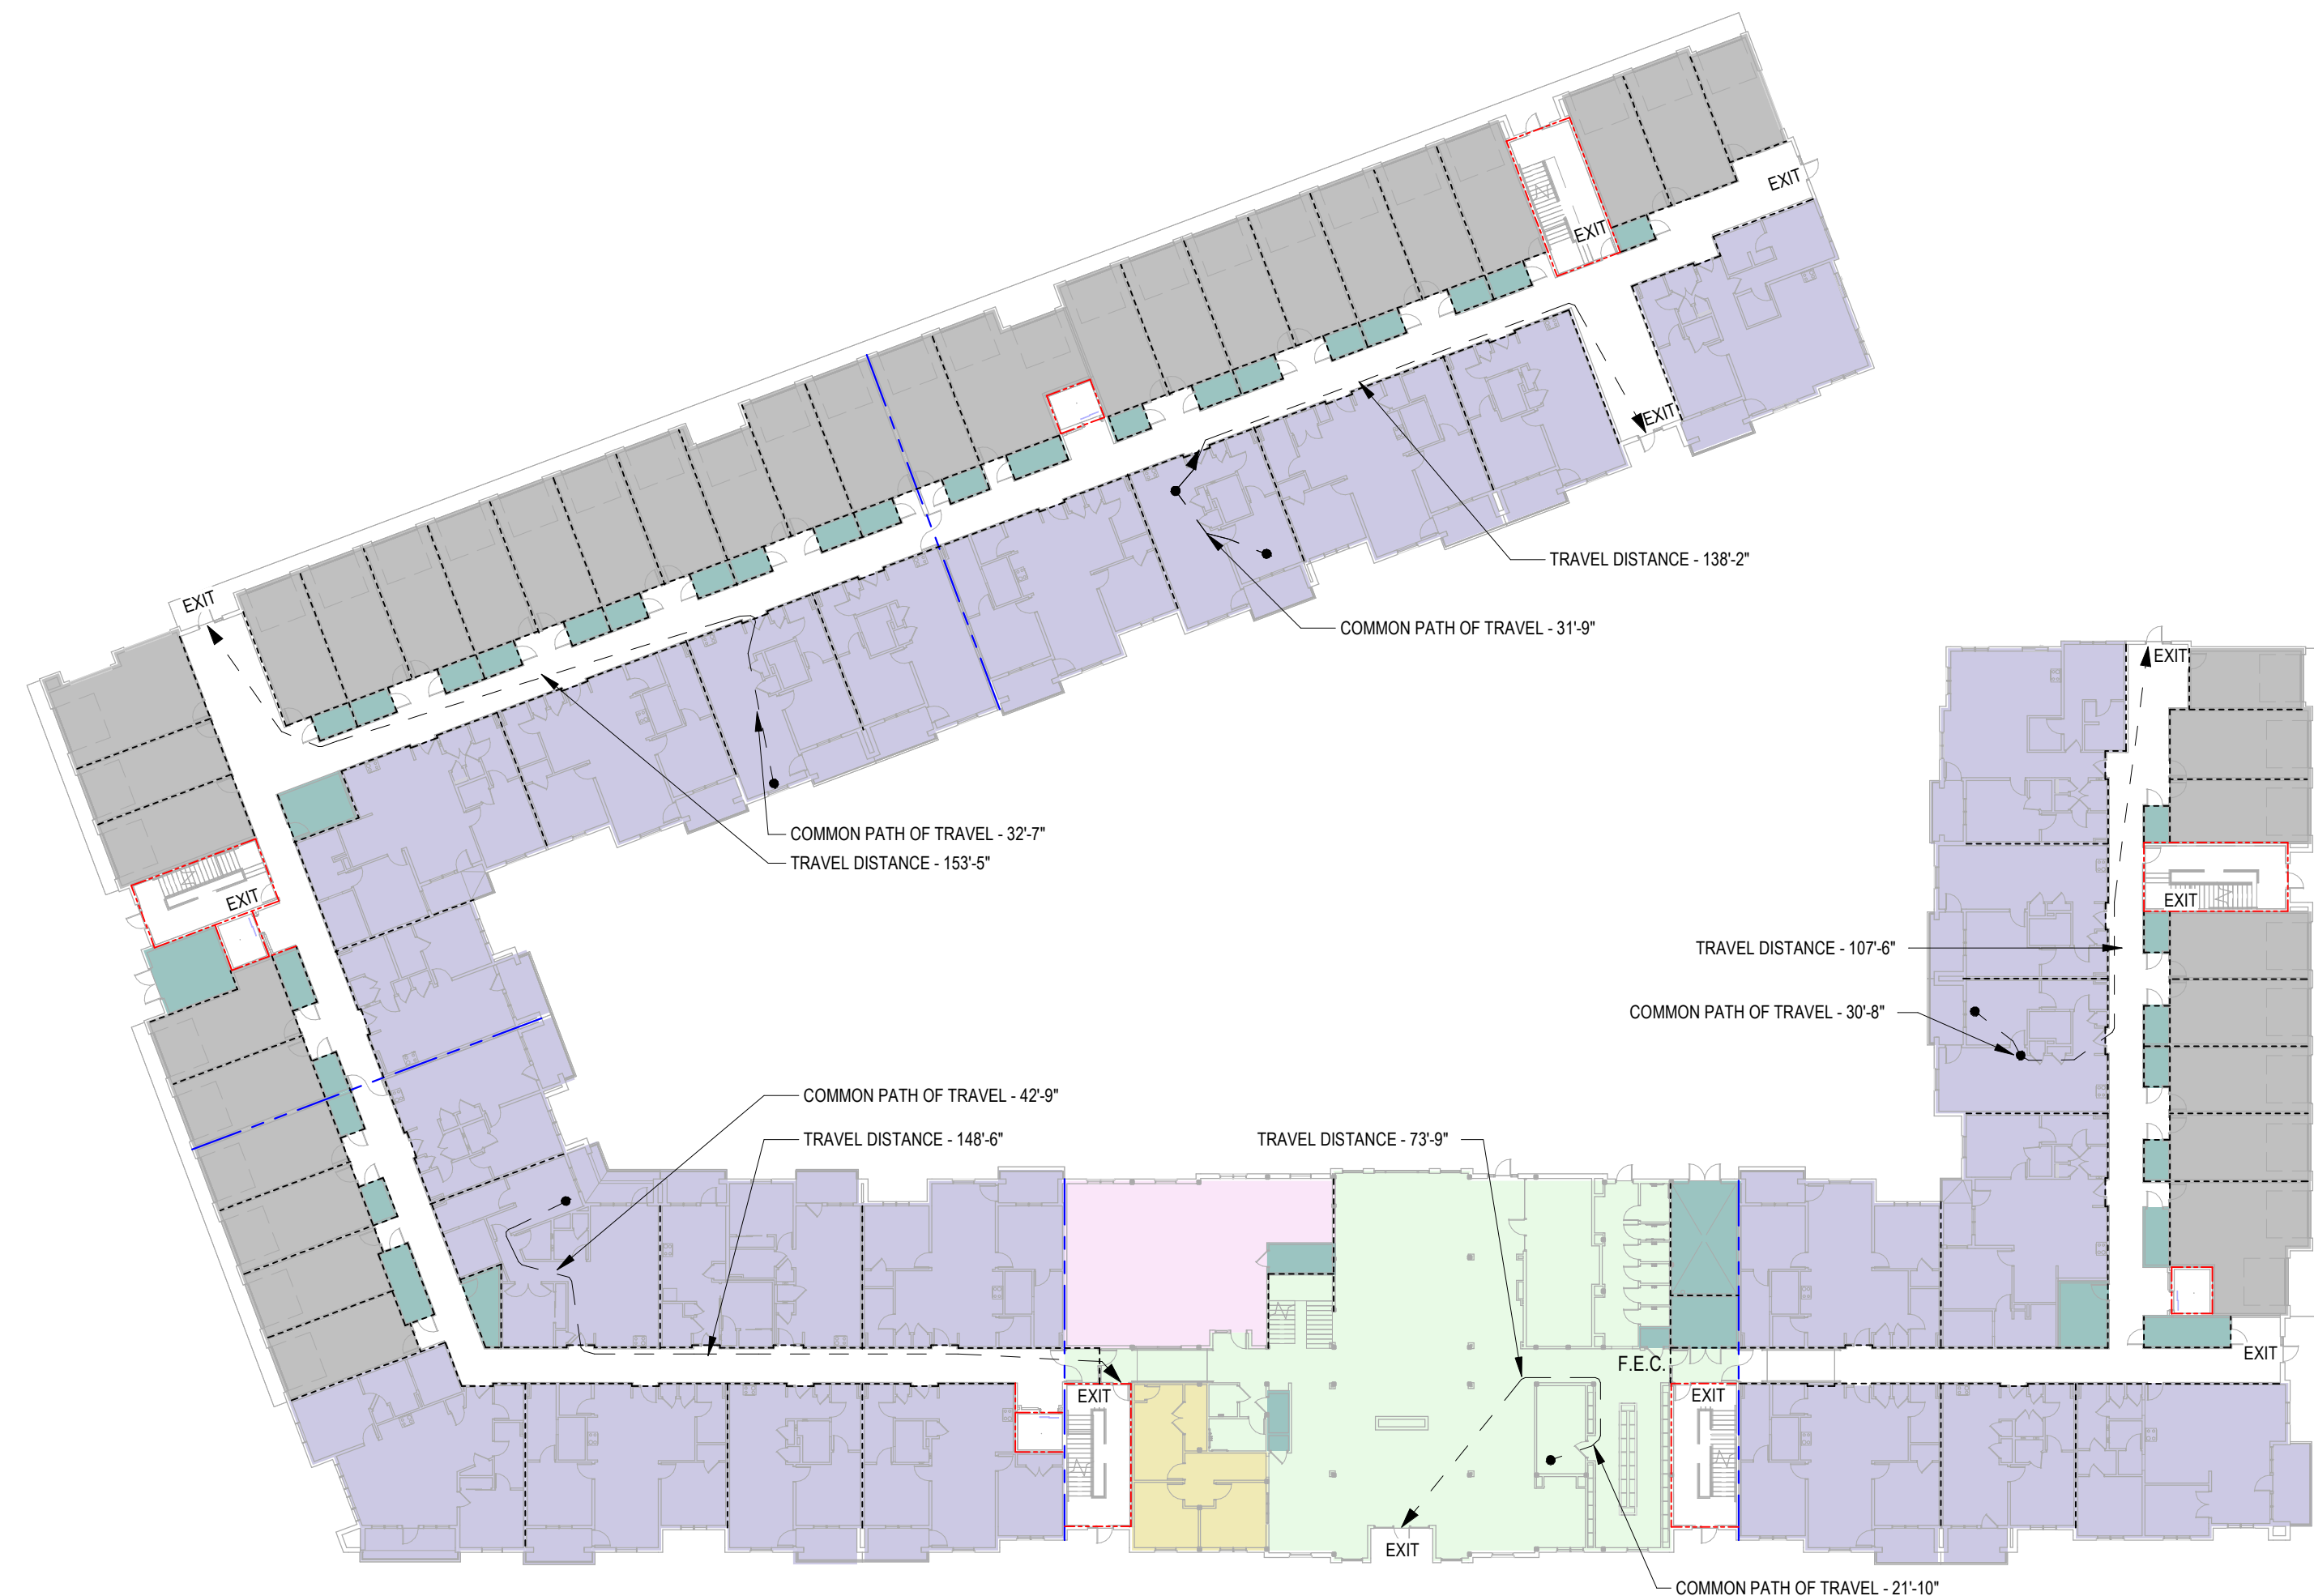 EXIT
EXIT
EXIT
EXIT
TRAVEL DISTANCE - 138'-2"
EXIT
COMMON PATH OF TRAVEL - 31'-9"
EXIT
COMMON PATH OF TRAVEL - 32'-7"
TRAVEL DISTANCE - 153'-5"
EXIT
EXIT
TRAVEL DISTANCE - 107'-6"
COMMON PATH OF TRAVEL - 30'-8"
COMMON PATH OF TRAVEL - 42'-9"
TRAVEL DISTANCE - 148'-6"
TRAVEL DISTANCE - 73'-9"
EXIT
F.E.C.
EXIT
EXIT
EXIT
COMMON PATH OF TRAVEL - 21'-10"